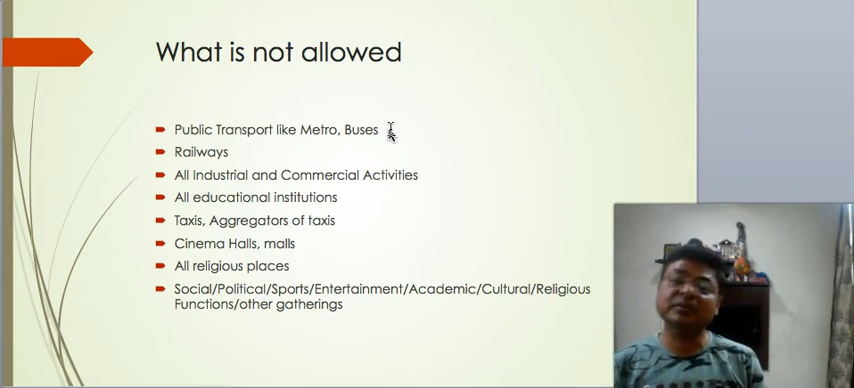 What is not allowed
Public Transport like Metro, Buses
Railways
All Industrial and Commercial Activities
All educational institutions
Taxis, Aggregators of taxis
Cinema Halls, malls
All religious places
Social/Political/Sports/Entertainment/Academic/Cultural/Religious
Functions/other gatherings